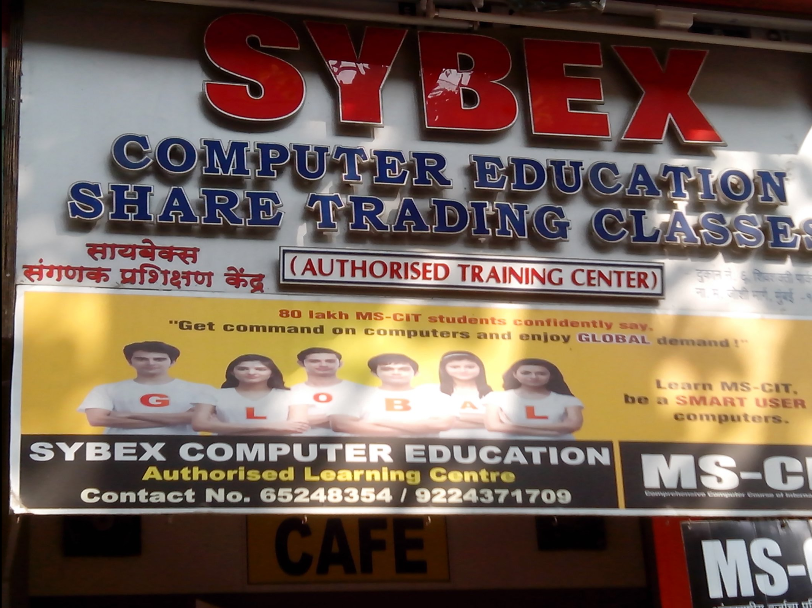 SYBEX
COMPUTER EDUCATION
SHARE TRADING CLASSES
सायबेक्स
संगणक प्रशिक्षण केंद्र
(AUTHORISED TRAINING CENTER)
80 lakh MS-CIT students confidently say,
"Get command on computers and enjoy GLOBAL demand!"
G L O B A L
Learn MS-CIT,
be a SMART USER
computers.
SYBEX COMPUTER EDUCATION
Authorised Learning Centre
Contact No. 65248354 / 9224371709
MS-CI
CAFE
MS-